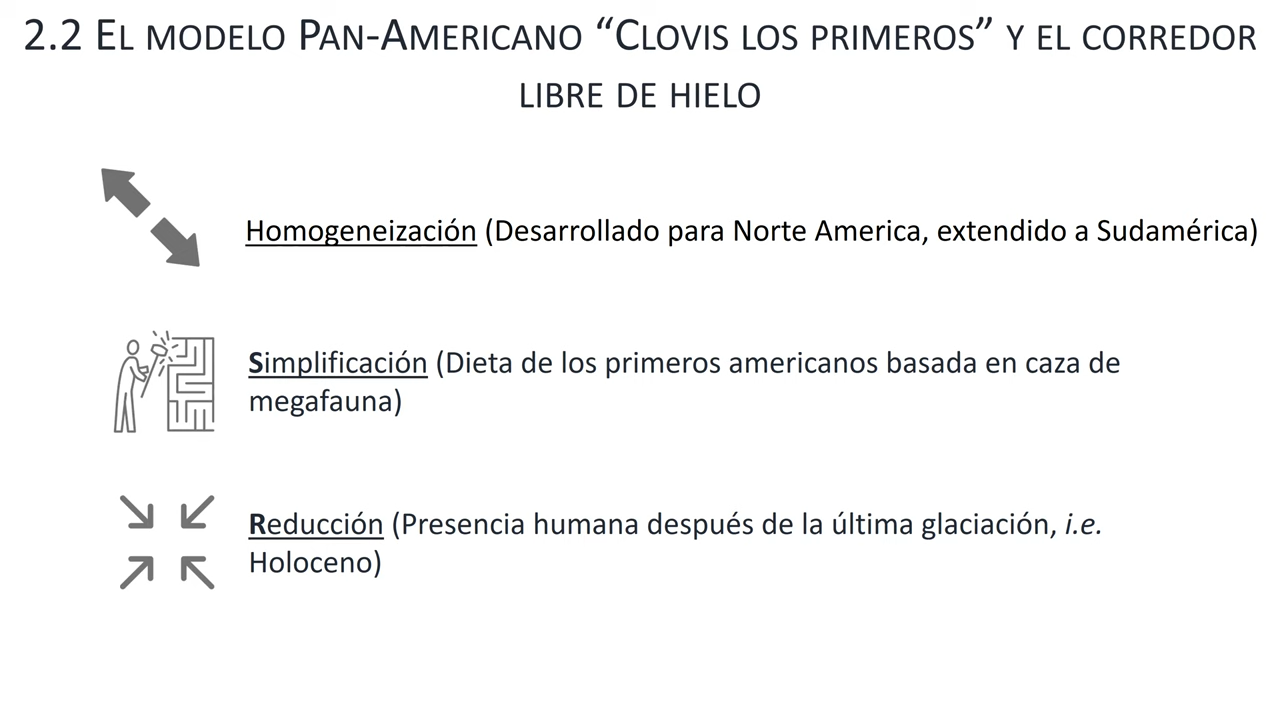 2.2 El modelo Pan-Americano “Clovis los primeros” y el corredor
libre de hielo
Homogeneización (Desarrollado para Norte America, extendido a Sudamérica)
Simplificación (Dieta de los primeros americanos basada en caza de
megafauna)
Reducción (Presencia humana después de la última glaciación, i.e.
Holoceno)